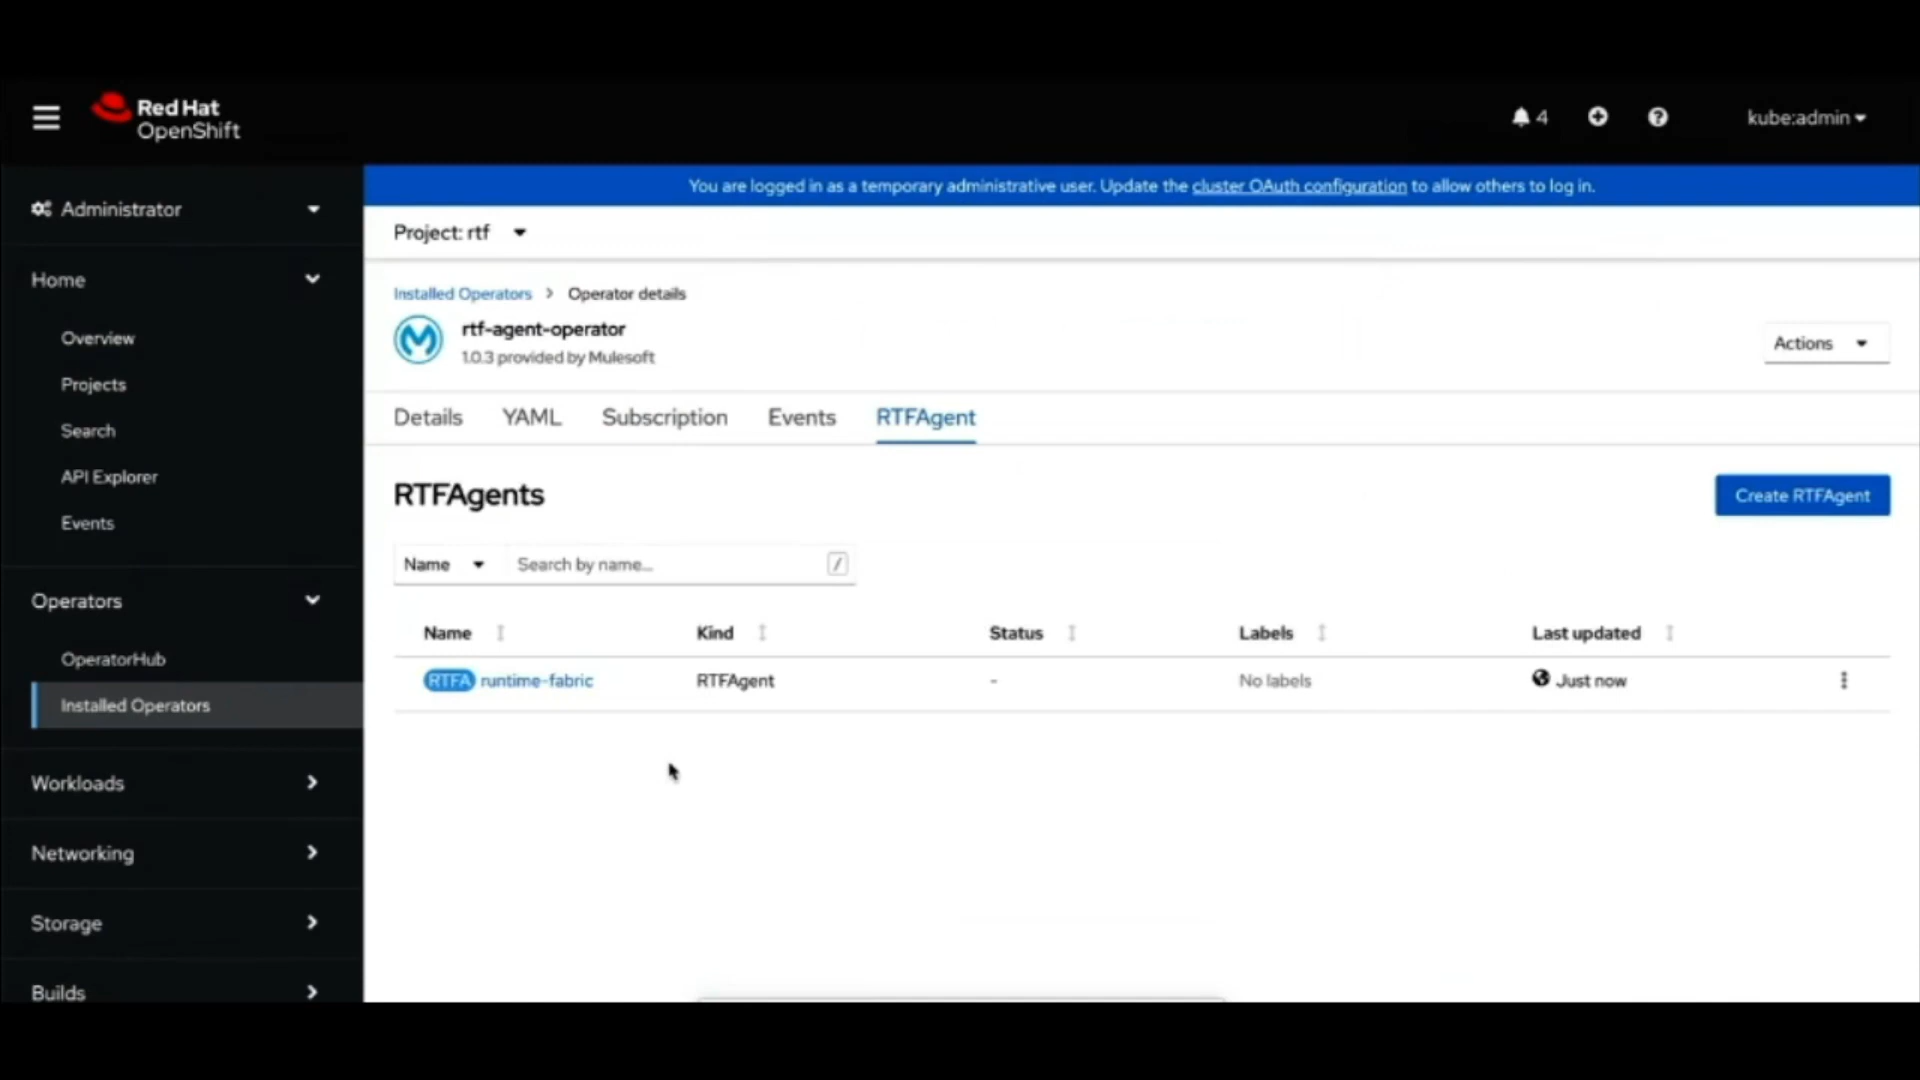 Red Hat
OpenShift
4
kube:admin
You are logged in as a temporary administrative user. Update the cluster OAuth configuration to allow others to log in.
Administrator
Home
Overview
Projects
Search
API Explorer
Events
Operators
OperatorHub
Installed Operators
Workloads
Networking
Storage
Builds
Project: rtf
Installed Operators > Operator details
rtf-agent-operator
1.0.3 provided by Mulesoft
Actions
Details YAML Subscription Events RTFAgent
RTFAgents
Create RTFAgent
Name Search by name... /
Name Kind Status Labels Last updated
RTFA runtime-fabric RTFAgent - No labels Just now